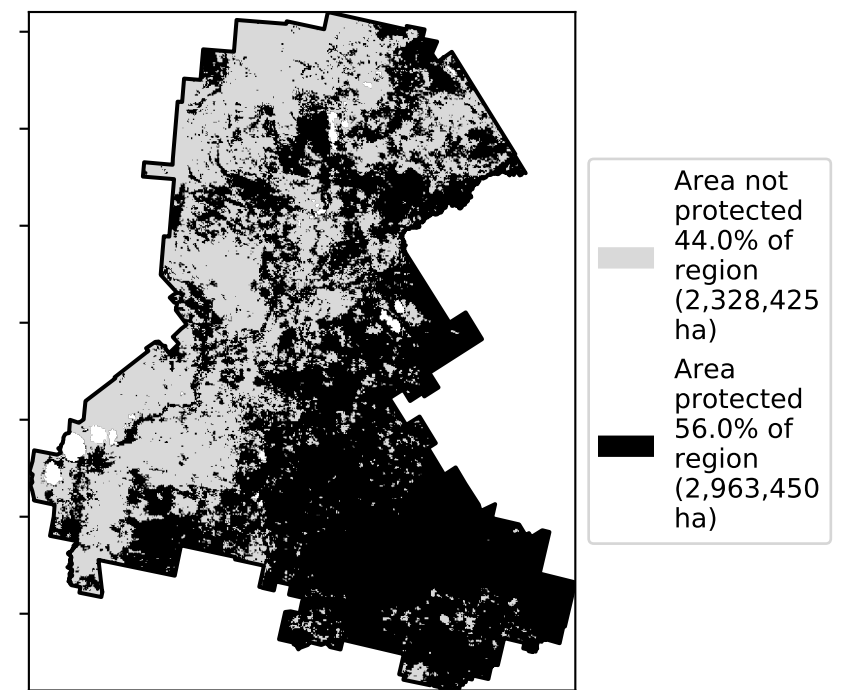 Area not
protected
44.0% of
region
(2,328,425
ha)
Area
protected
56.0% of
region
(2,963,450
ha)